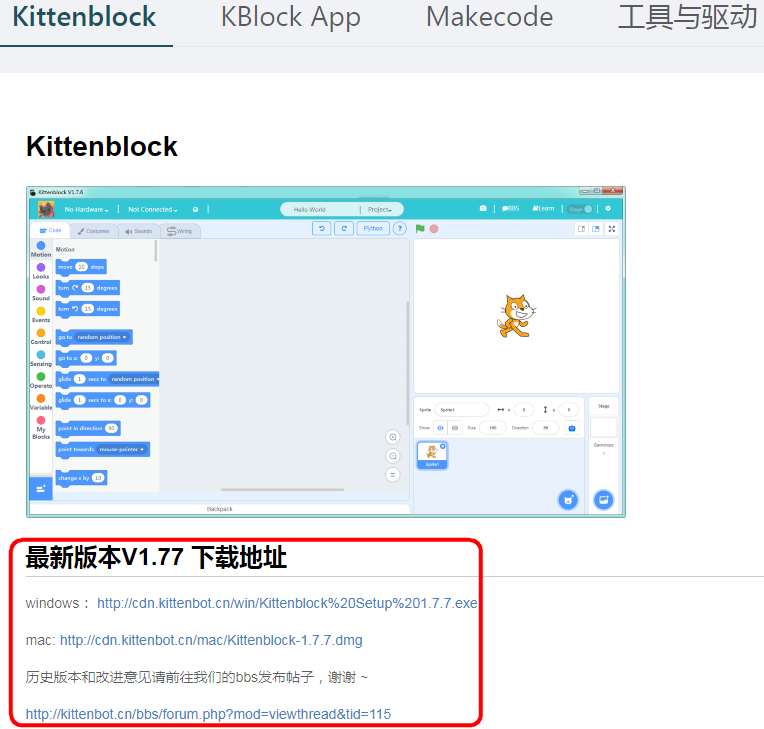 Kittenblock KBlock App Makecode 工具与驱动
Kittenblock
Kittenblock V1.7.6
No Hardware Not Connected Hello World Project BBS Learn Stage
Code Costumes Sounds Wiring Python ?
Motion
Motion
Looks
Sound
Events
Control
Sensing
Operato
Variable
My
Blocks
move 10 steps
turn 15 degrees
turn 15 degrees
go to random position
go to x: 0 y: 0
glide 1 secs to random position
glide 1 secs to x: 0 y: 0
point in direction 90
point towards mouse-pointer
change x by 10
Backpack
Sprite Sprite1 x 0 y 0
Show Size 100 Direction 90
Sprite1
Stage
Backdrops
1
最新版本V1.77 下载地址
windows： http://cdn.kittenbot.cn/win/Kittenblock%20Setup%201.7.7.exe
mac: http://cdn.kittenbot.cn/mac/Kittenblock-1.7.7.dmg
历史版本和改进意见请前往我们的bbs发布帖子，谢谢 ~
http://kittenbot.cn/bbs/forum.php?mod=viewthread&tid=115